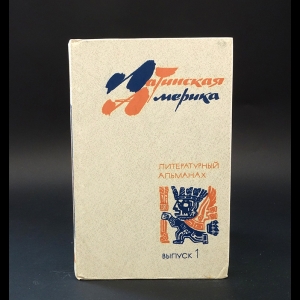 Латинская
Америка
ЛИТЕРАТУРНЫЙ
АЛЬМАНАХ
ВЫПУСК 1